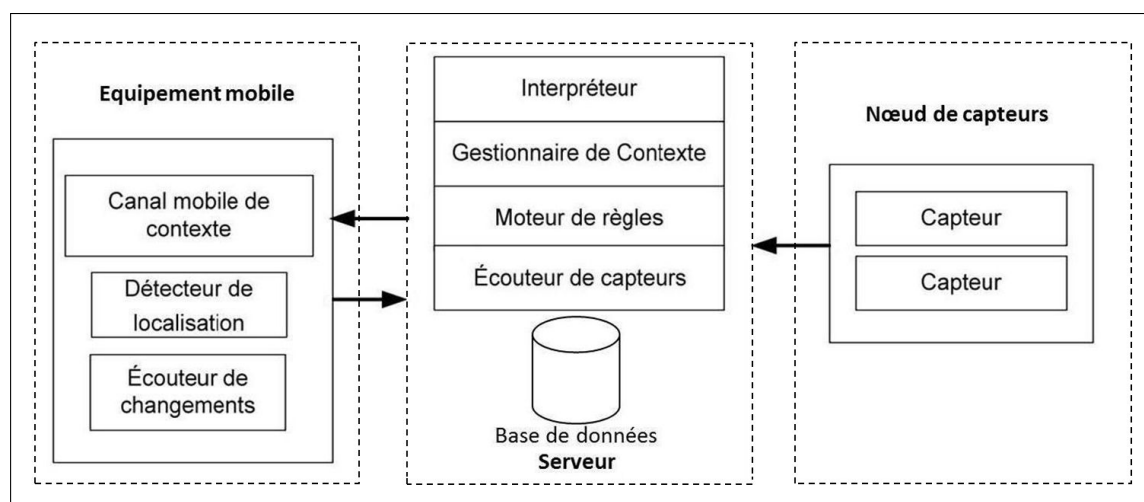 Equipement mobile
Canal mobile de
contexte
Détecteur de
localisation
Écouteur de
changements
Interpréteur
Gestionnaire de Contexte
Moteur de règles
Écouteur de capteurs
Base de données
Serveur
Nœud de capteurs
Capteur
Capteur